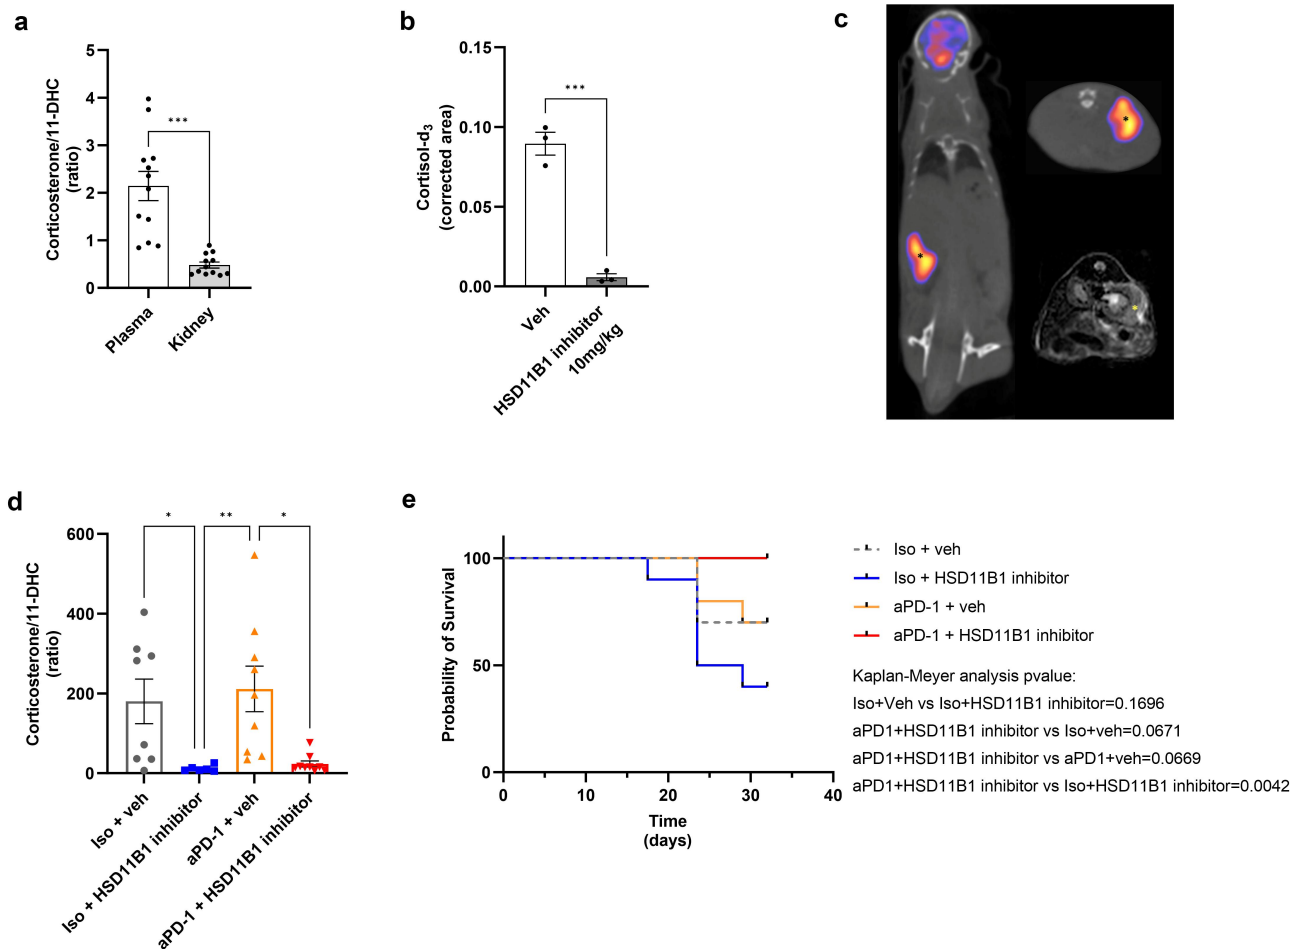 a
5
4
3
2
1
0
Corticosterone/11-DHC
(ratio)
***
Plasma
Kidney
b
0.15
0.10
0.05
0.00
Cortisol-d3
(corrected area)
***
Veh
HSD11B1 inhibitor
10mg/kg
c
*
*
*
d
600
400
200
0
Corticosterone/11-DHC
(ratio)
*
**
*
Iso + veh
Iso + HSD11B1 inhibitor
aPD-1 + veh
aPD-1 + HSD11B1 inhibitor
e
100
50
0
Probability of Survival
0
10
20
30
40
Time
(days)
Iso + veh
Iso + HSD11B1 inhibitor
aPD-1 + veh
aPD-1 + HSD11B1 inhibitor
Kaplan-Meyer analysis pvalue:
Iso+Veh vs Iso+HSD11B1 inhibitor=0.1696
aPD1+HSD11B1 inhibitor vs Iso+veh=0.0671
aPD1+HSD11B1 inhibitor vs aPD1+veh=0.0669
aPD1+HSD11B1 inhibitor vs Iso+HSD11B1 inhibitor=0.0042